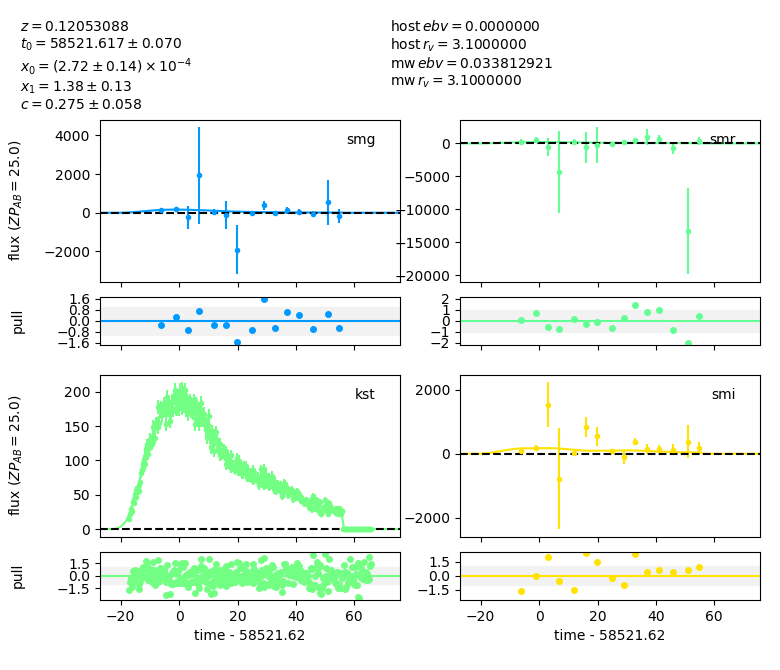 z = 0.12053088
t₀ = 58521.617 ± 0.070
x₀ = (2.72 ± 0.14) × 10⁻⁴
x₁ = 1.38 ± 0.13
c = 0.275 ± 0.058
host ebv = 0.0000000
host r_v = 3.1000000
mw ebv = 0.033812921
mw r_v = 3.1000000
flux (ZP_AB = 25.0)
4000
2000
0
−2000
smg
0
−5000
−10000
−15000
−20000
smr
pull
1.6
0.8
0.0
−0.8
−1.6
2
1
0
−1
−2
flux (ZP_AB = 25.0)
200
150
100
50
0
kst
2000
0
−2000
smi
pull
1.5
0.0
−1.5
−20 0 20 40 60
time - 58521.62
1.5
0.0
−1.5
−20 0 20 40 60
time - 58521.62